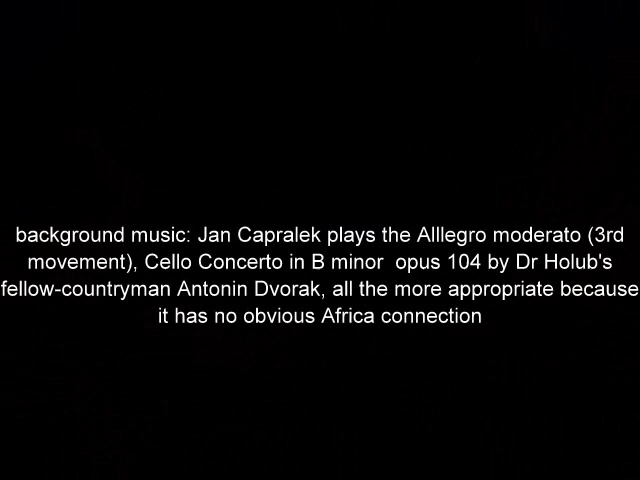 background music: Jan Capralek plays the Alllegro moderato (3rd
movement), Cello Concerto in B minor  opus 104 by Dr Holub's
fellow-countryman Antonin Dvorak, all the more appropriate because
it has no obvious Africa connection